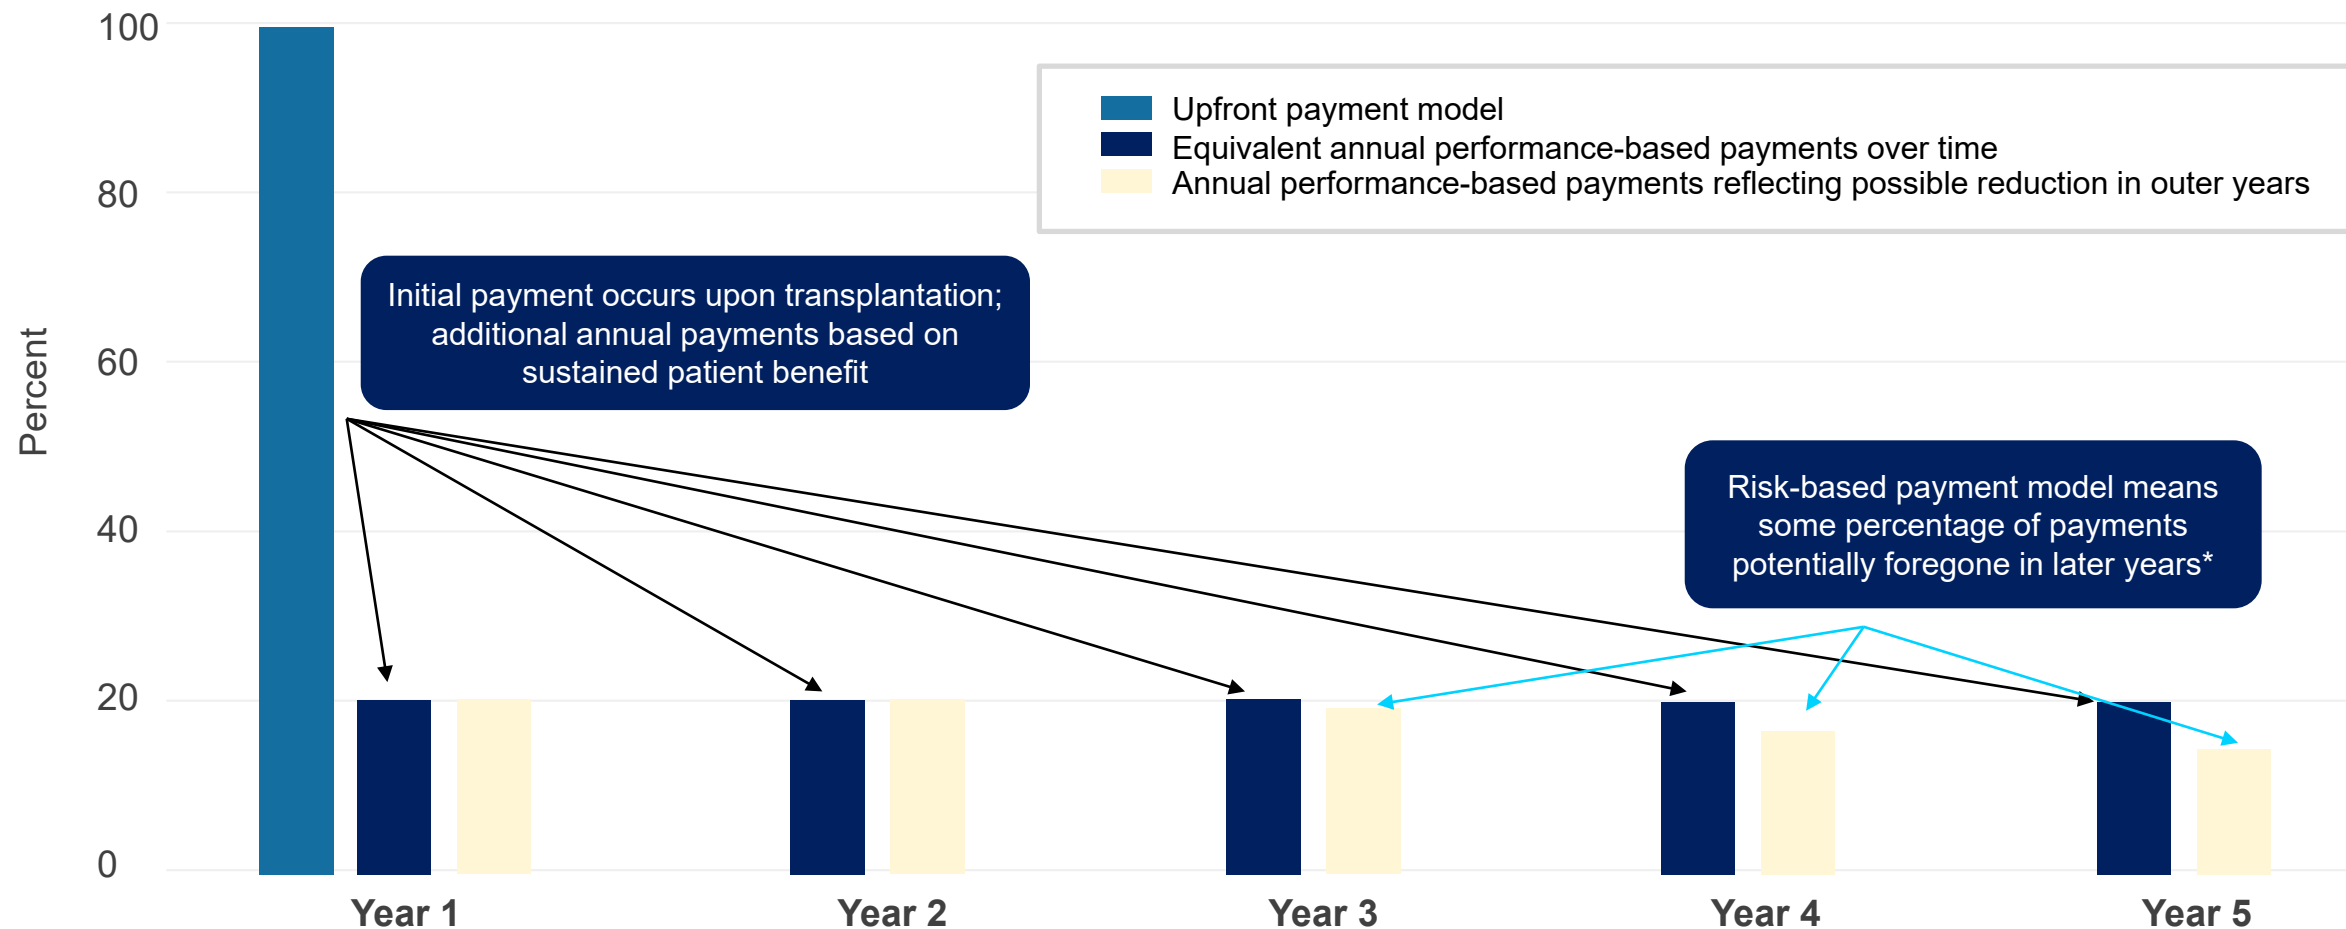 100
80
60
40
20
0
Percent
Upfront payment model
Equivalent annual performance-based payments over time
Annual performance-based payments reflecting possible reduction in outer years
Initial payment occurs upon transplantation;
additional annual payments based on
sustained patient benefit
Risk-based payment model means
some percentage of payments
potentially foregone in later years*
Year 1
Year 2
Year 3
Year 4
Year 5